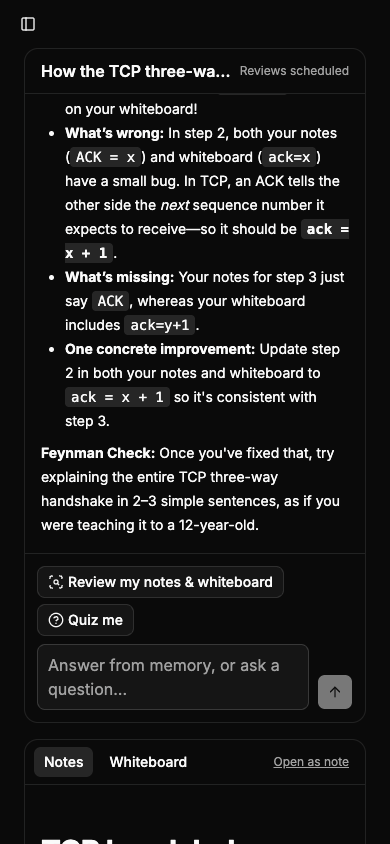 How the TCP three-wa... Reviews scheduled
on your whiteboard!
• What's wrong: In step 2, both your notes
( ACK = x ) and whiteboard ( ack=x )
have a small bug. In TCP, an ACK tells the
other side the next sequence number it
expects to receive—so it should be ack =
x + 1 .
• What's missing: Your notes for step 3 just
say ACK , whereas your whiteboard
includes ack=y+1 .
• One concrete improvement: Update step
2 in both your notes and whiteboard to
ack = x + 1 so it's consistent with
step 3.
Feynman Check: Once you've fixed that, try
explaining the entire TCP three-way
handshake in 2–3 simple sentences, as if you
were teaching it to a 12-year-old.
Review my notes & whiteboard
Quiz me
Answer from memory, or ask a
question...
Notes Whiteboard Open as note